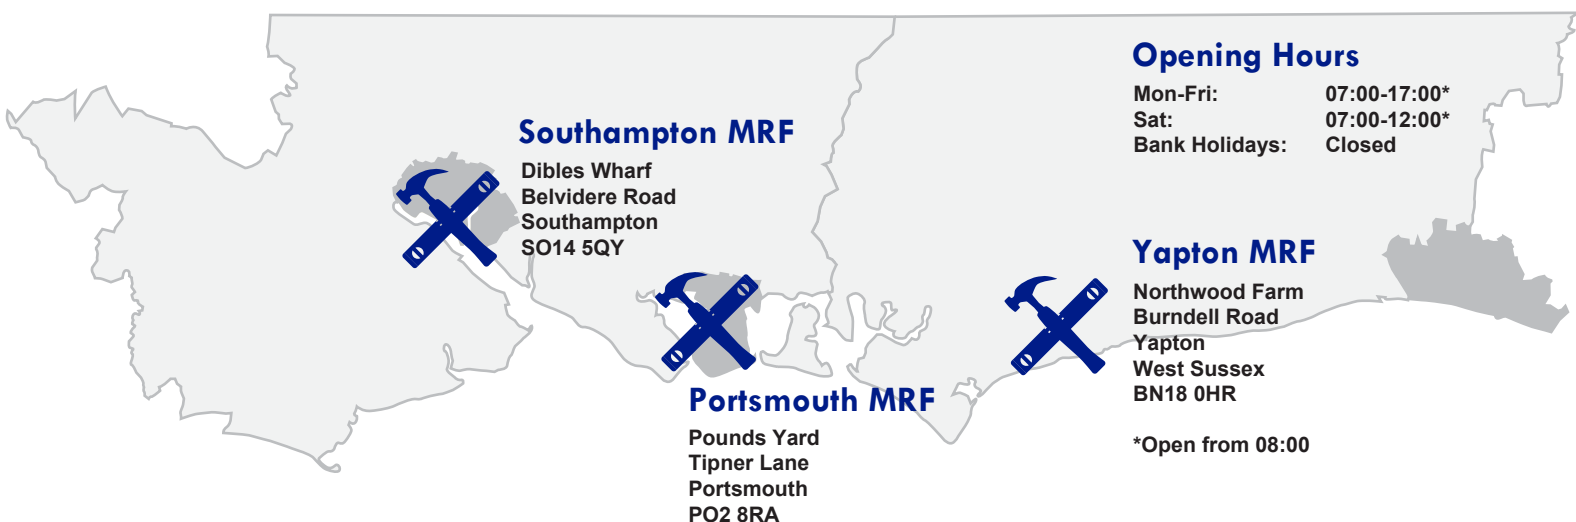 Opening Hours
Mon-Fri: 07:00-17:00*
Sat: 07:00-12:00*
Bank Holidays: Closed
Southampton MRF
Dibles Wharf
Belvidere Road
Southampton
SO14 5QY
Portsmouth MRF
Pounds Yard
Tipner Lane
Portsmouth
PO2 8RA
Yapton MRF
Northwood Farm
Burndell Road
Yapton
West Sussex
BN18 0HR
*Open from 08:00